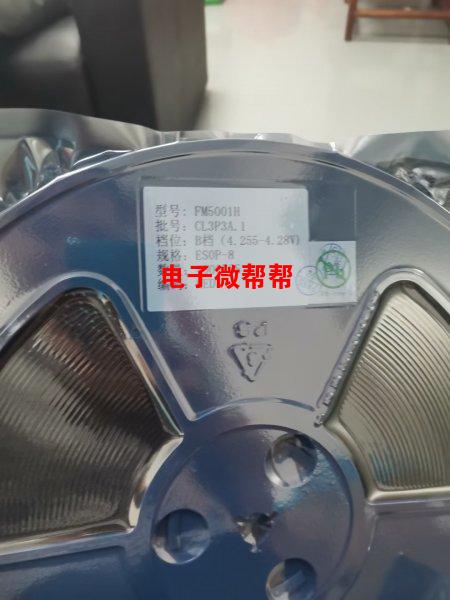 型号: FM5001H
批号: CL3P3A.1
档位: B档 (4.255-4.28V)
规格: ESOP-8
电子微帮帮
PS